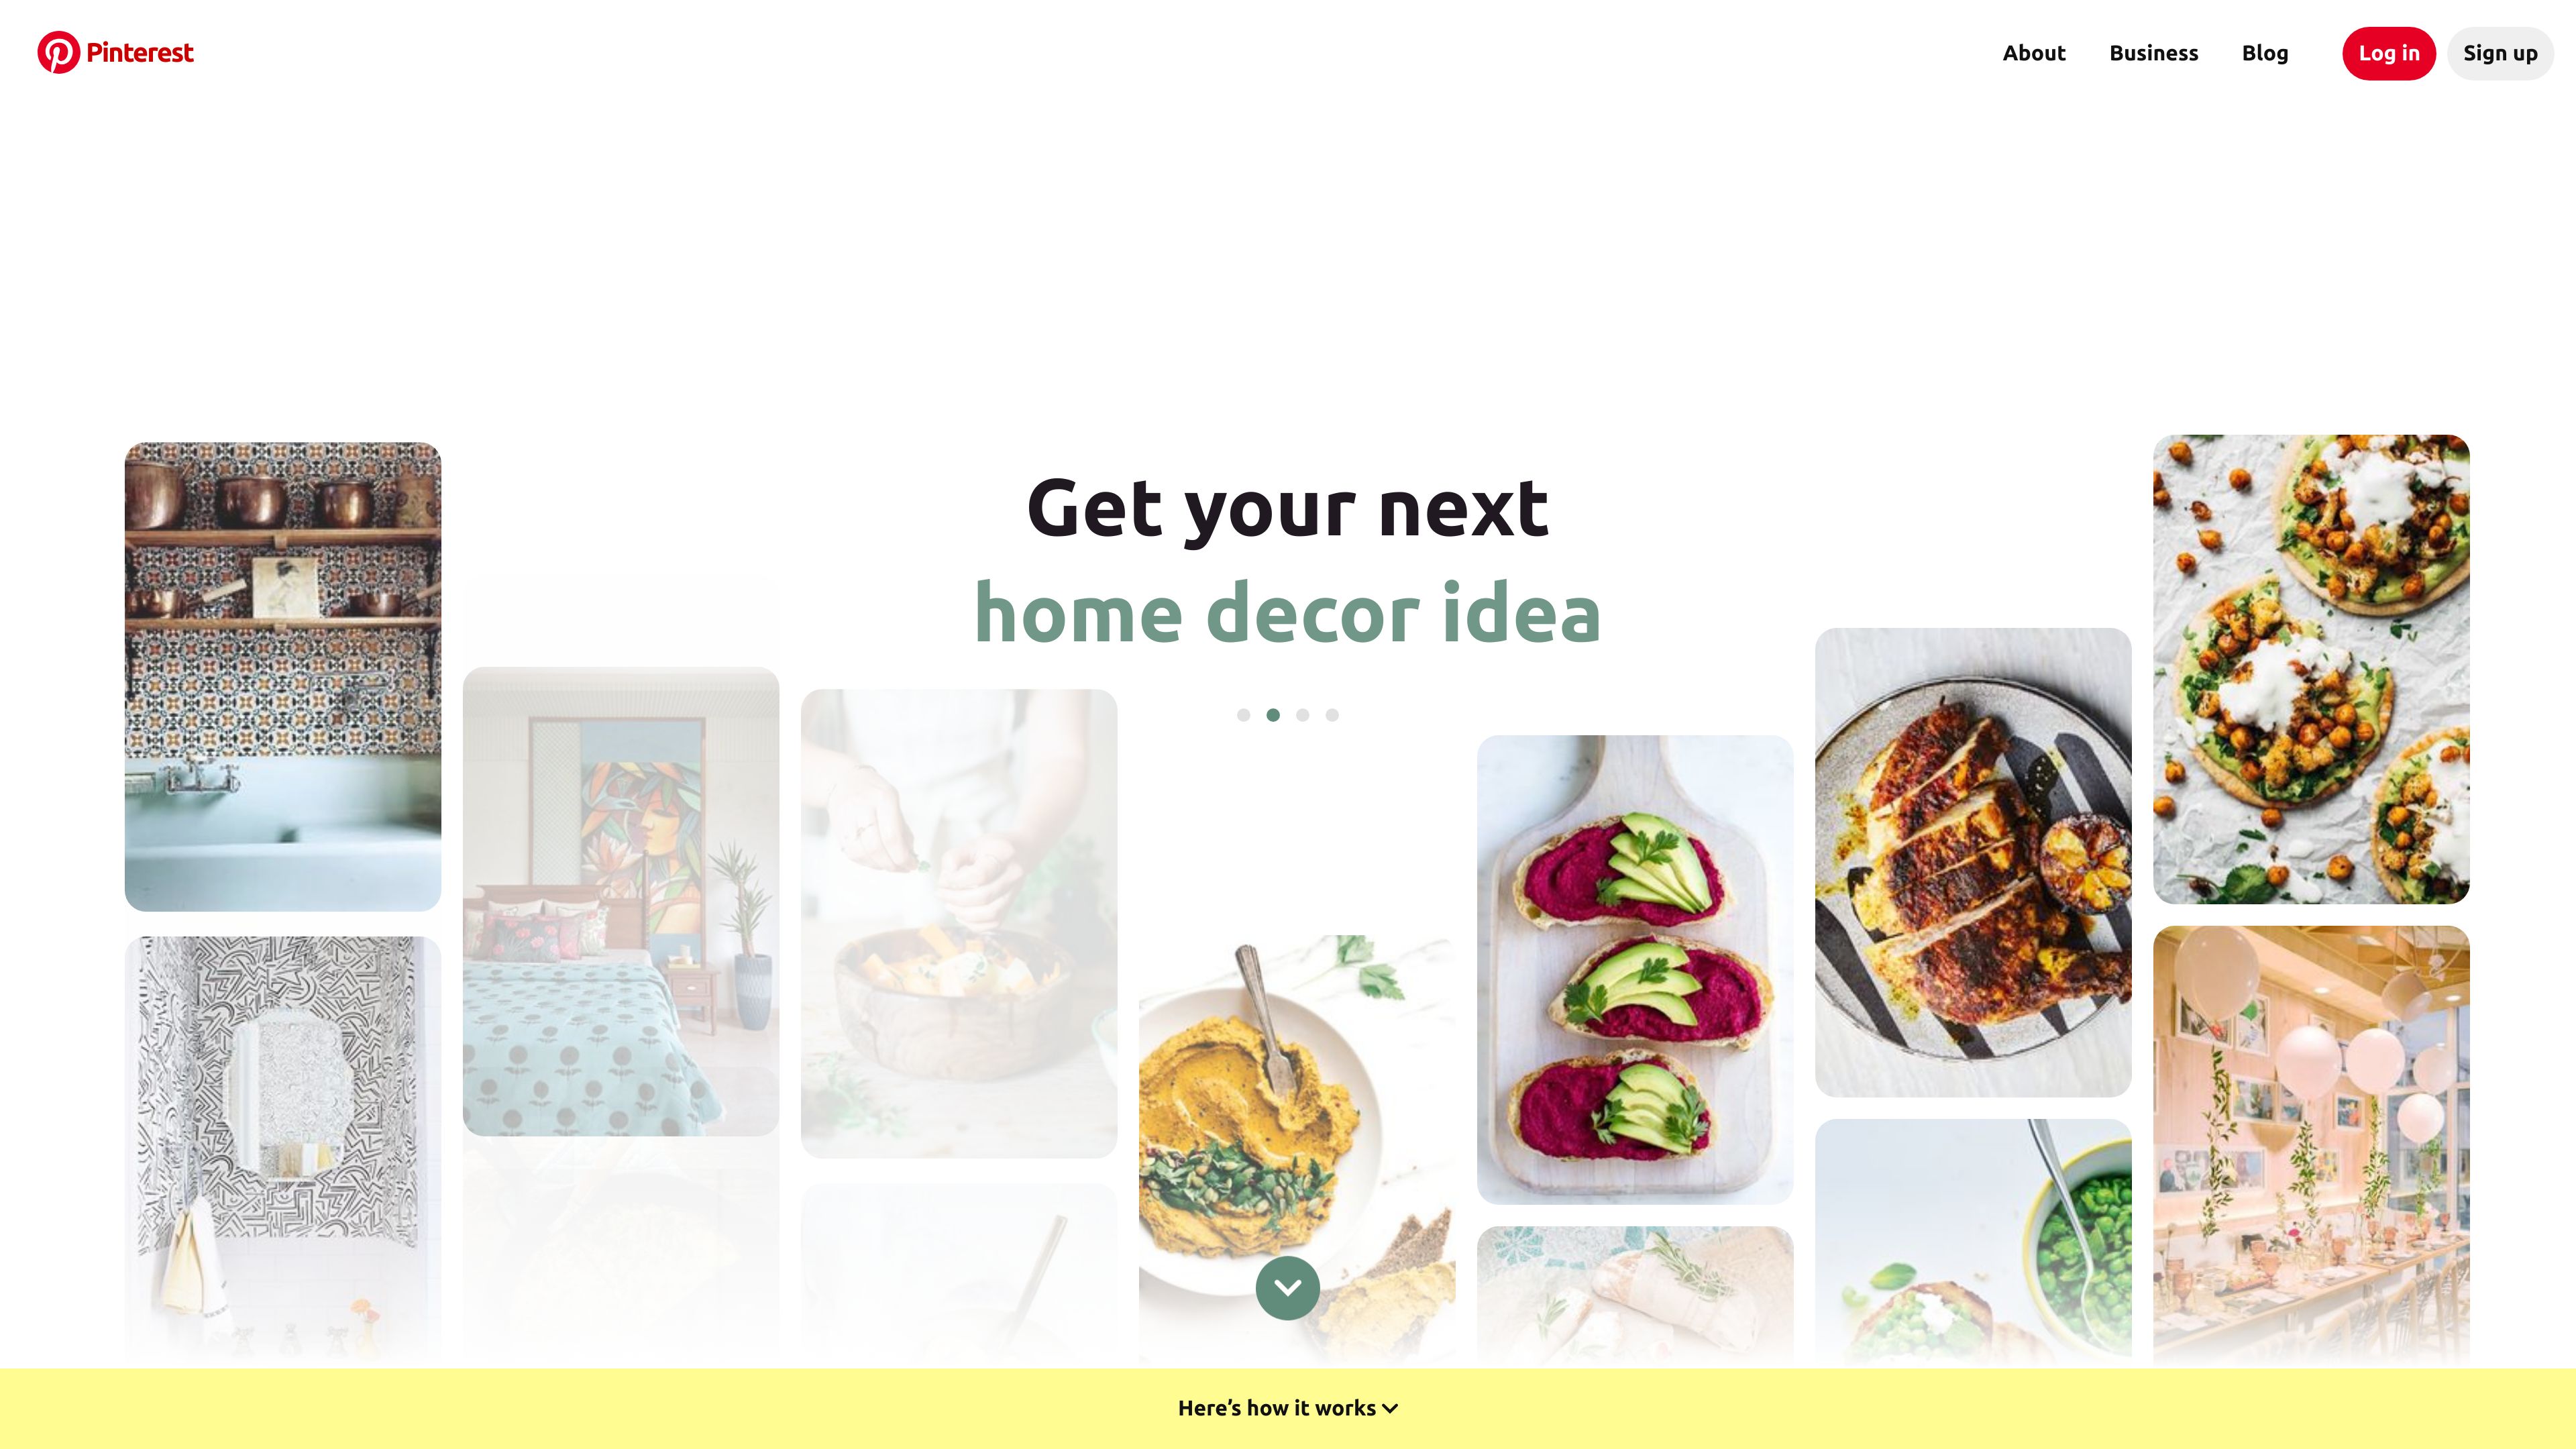 Pinterest
About
Business
Blog
Log in
Sign up
Get your next
home decor idea
Here's how it works